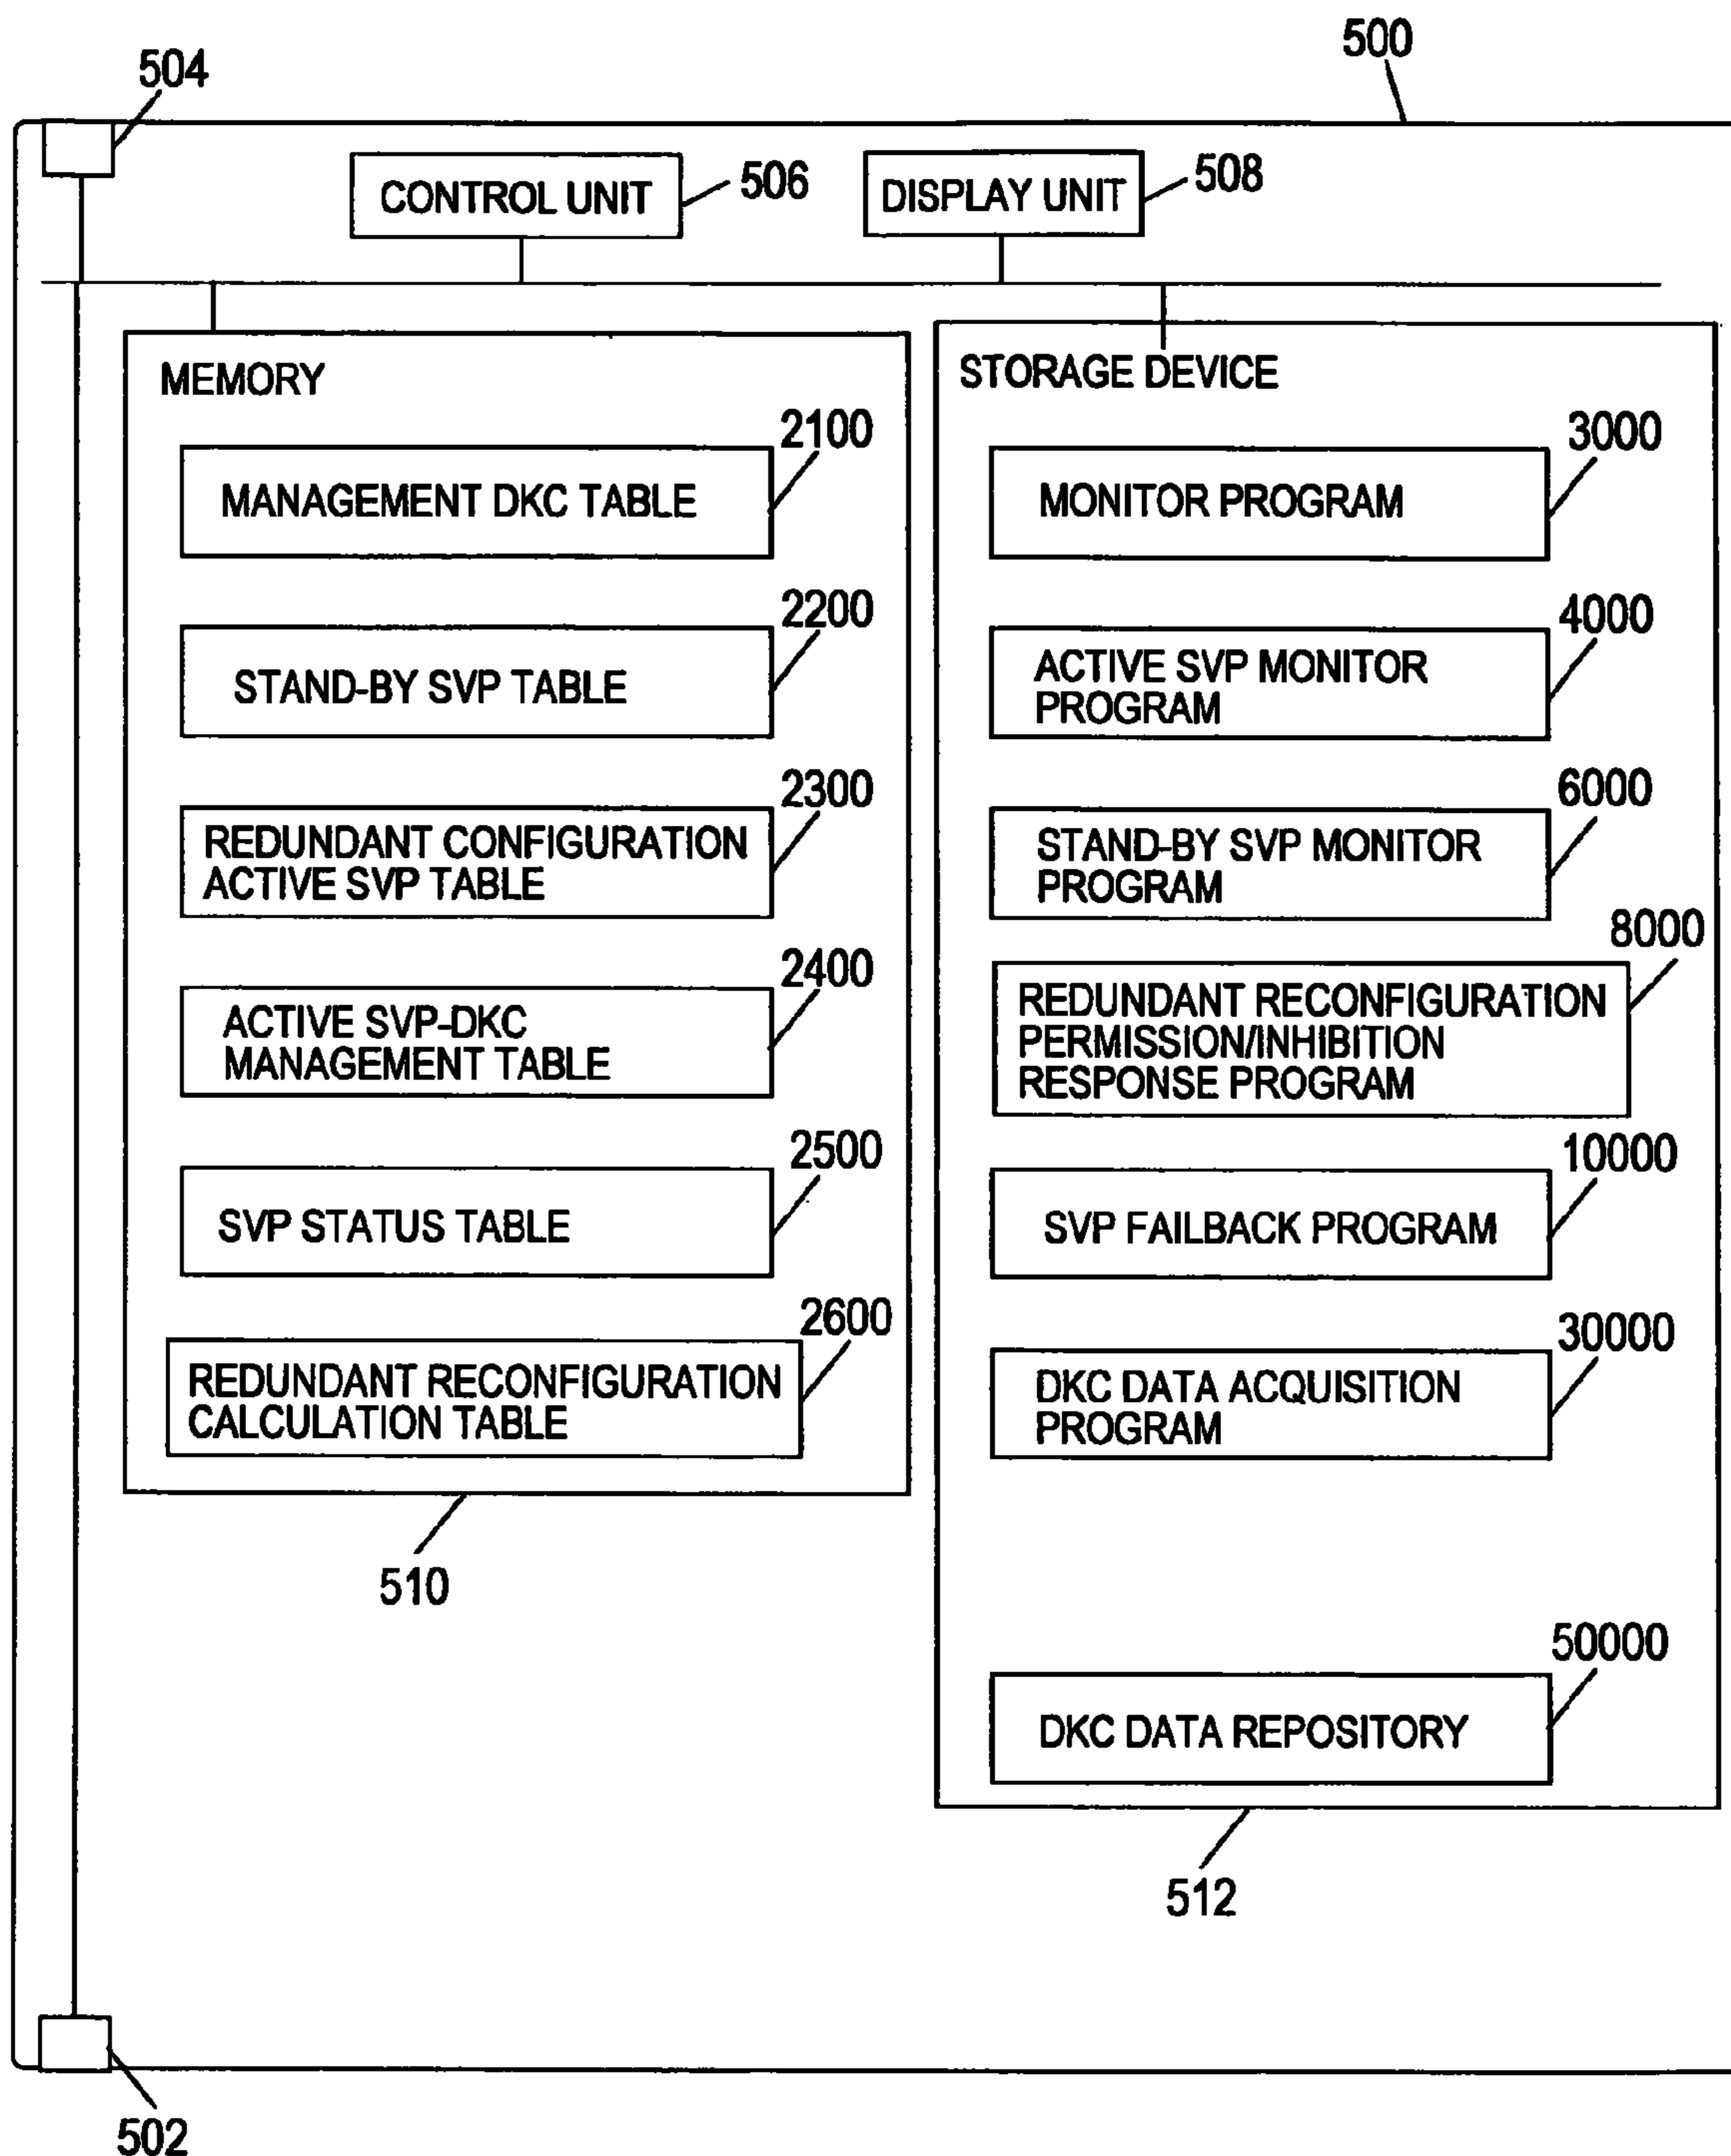 500
504
CONTROL UNIT
506
DISPLAY UNIT
508
MEMORY
2100
MANAGEMENT DKC TABLE
2200
STAND-BY SVP TABLE
2300
REDUNDANT CONFIGURATION
ACTIVE SVP TABLE
2400
ACTIVE SVP-DKC
MANAGEMENT TABLE
2500
SVP STATUS TABLE
2600
REDUNDANT RECONFIGURATION
CALCULATION TABLE
510
STORAGE DEVICE
3000
MONITOR PROGRAM
4000
ACTIVE SVP MONITOR
PROGRAM
6000
STAND-BY SVP MONITOR
PROGRAM
8000
REDUNDANT RECONFIGURATION
PERMISSION/INHIBITION
RESPONSE PROGRAM
10000
SVP FAILBACK PROGRAM
30000
DKC DATA ACQUISITION
PROGRAM
50000
DKC DATA REPOSITORY
512
502